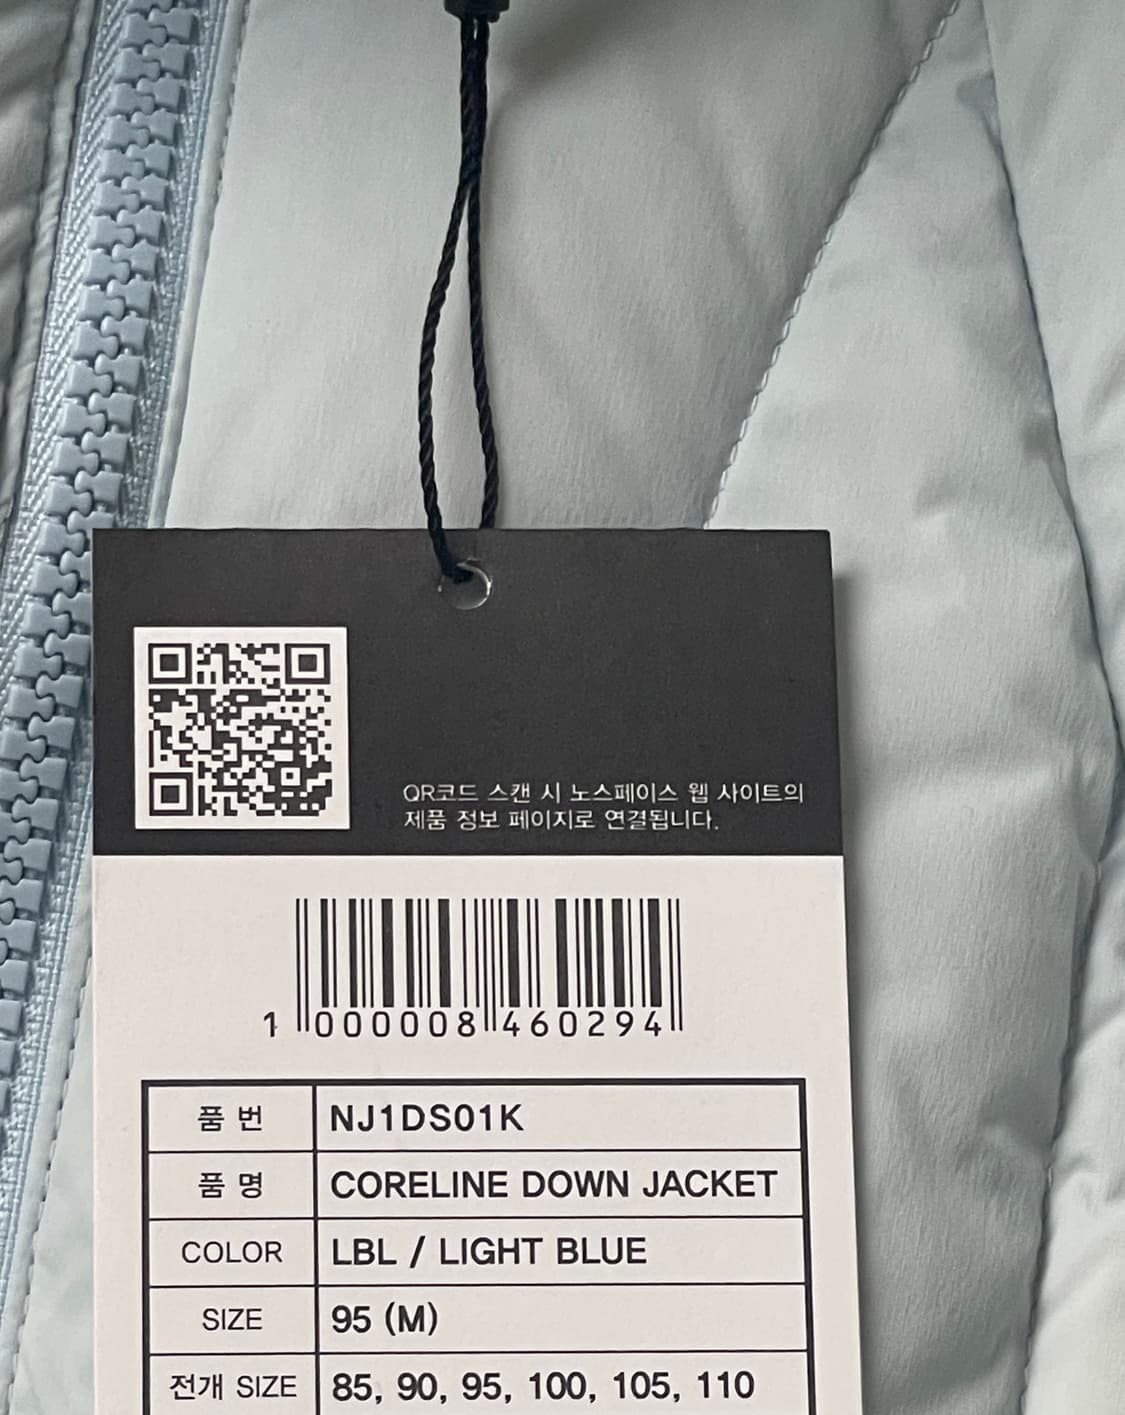 QR코드 스캔 시 노스페이스 웹 사이트의
제품 정보 페이지로 연결됩니다.
1 000008 460294
품 번 NJ1DS01K
품 명 CORELINE DOWN JACKET
COLOR LBL / LIGHT BLUE
SIZE 95 (M)
전개 SIZE 85, 90, 95, 100, 105, 110